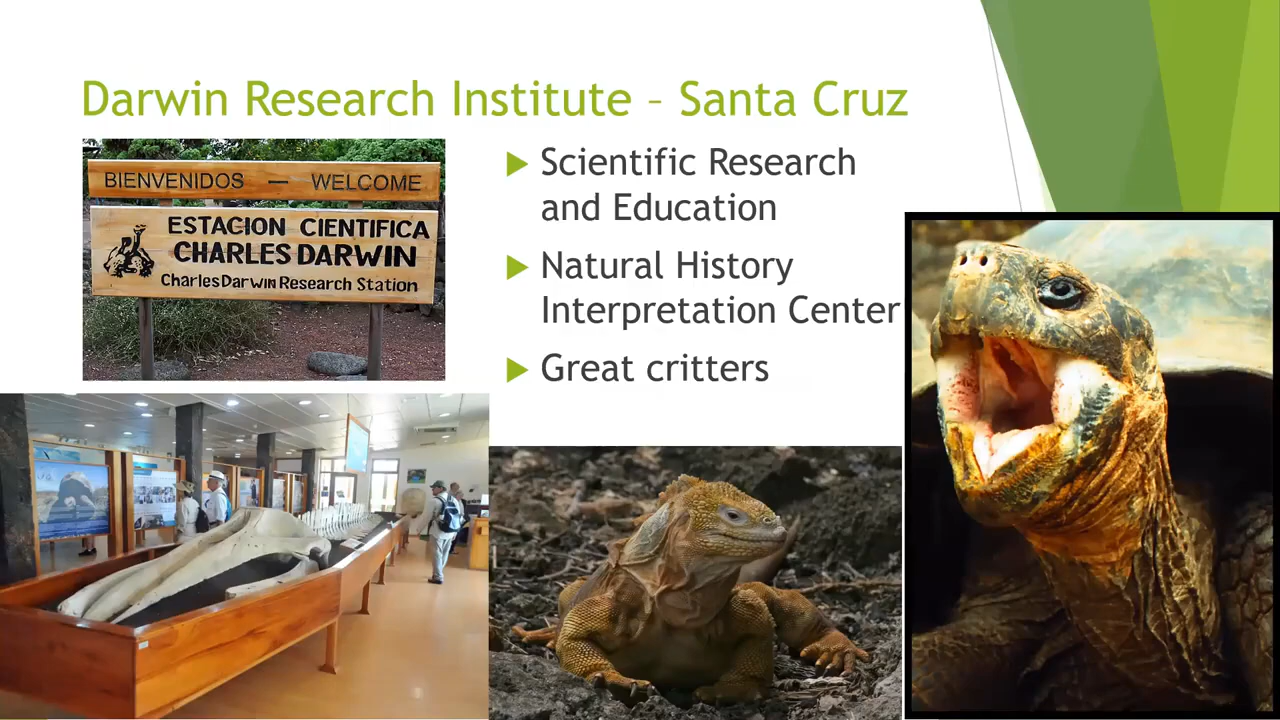 Darwin Research Institute – Santa Cruz
BIENVENIDOS — WELCOME
ESTACION CIENTIFICA
CHARLES DARWIN
Charles Darwin Research Station
Scientific Research
and Education
Natural History
Interpretation Center
Great critters